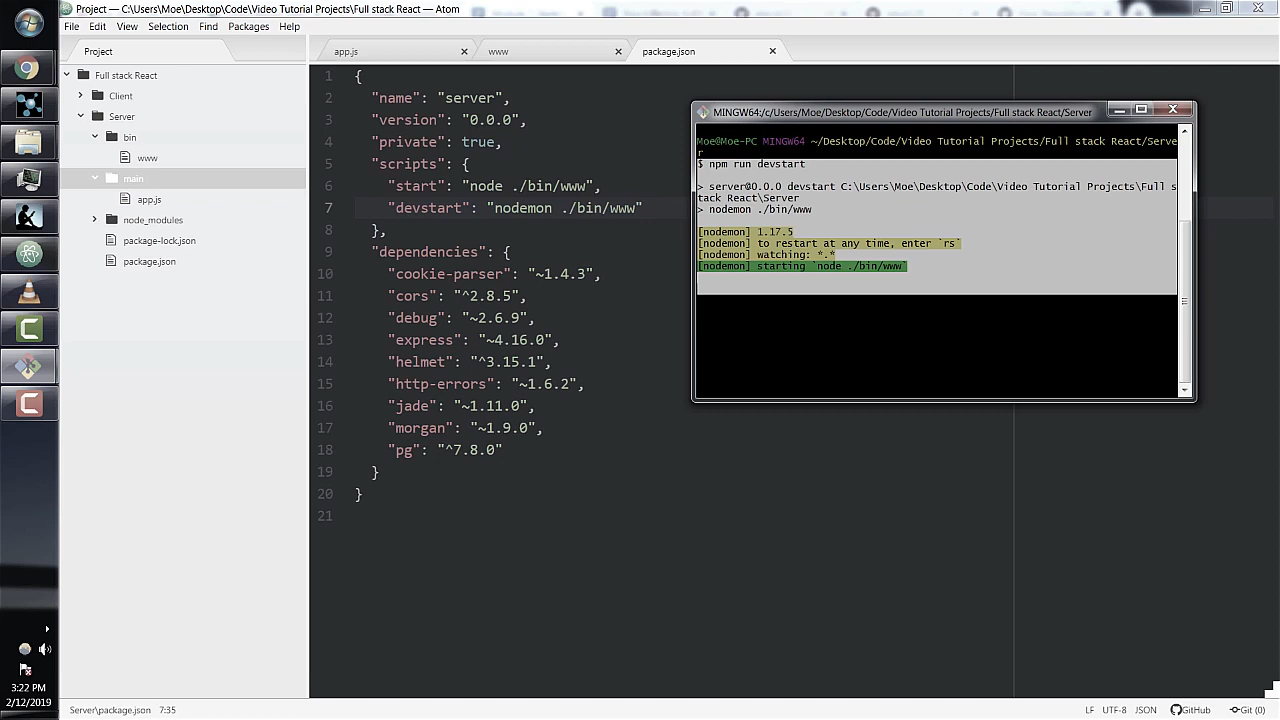 Project — C:\Users\Moe\Desktop\Code\Video Tutorial Projects\Full stack React — Atom
File Edit View Selection Find Packages Help
Project
Full stack React
Client
Server
bin
www
main
app.js
node_modules
package-lock.json
package.json
app.js
www
package.json
1 {
2 "name": "server",
3 "version": "0.0.0",
4 "private": true,
5 "scripts": {
6 "start": "node ./bin/www",
7 "devstart": "nodemon ./bin/www"
8 },
9 "dependencies": {
10 "cookie-parser": "~1.4.3",
11 "cors": "^2.8.5",
12 "debug": "~2.6.9",
13 "express": "~4.16.0",
14 "helmet": "^3.15.1",
15 "http-errors": "~1.6.2",
16 "jade": "~1.11.0",
17 "morgan": "~1.9.0",
18 "pg": "^7.8.0"
19 }
20 }
21
MINGW64:/c/Users/Moe/Desktop/Code/Video Tutorial Projects/Full stack React/Server
Moe@Moe-PC MINGW64 ~/Desktop/Code/Video Tutorial Projects/Full stack React/Serve
r
$ npm run devstart
> server@0.0.0 devstart C:\Users\Moe\Desktop\Code\Video Tutorial Projects\Full s
tack React\Server
> nodemon ./bin/www
[nodemon] 1.17.5
[nodemon] to restart at any time, enter `rs`
[nodemon] watching: *.*
[nodemon] starting `node ./bin/www`
3:22 PM
2/12/2019
Server\package.json 7:35
LF UTF-8 JSON GitHub Git (0)